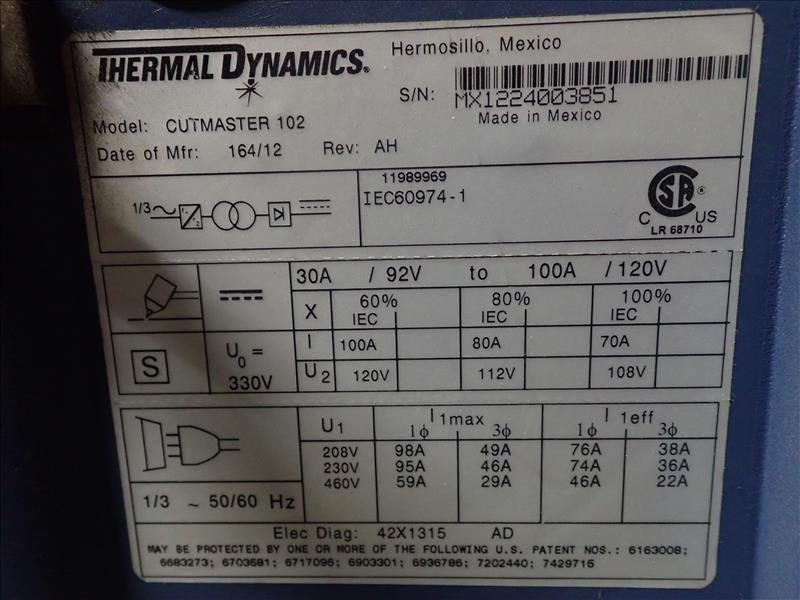 THERMAL DYNAMICS®
Hermosillo, Mexico
S/N: MX1224003851
Made in Mexico
Model: CUTMASTER 102
Date of Mfr: 164/12 Rev: AH
11989969
1/3
IEC60974-1
SA ®
C US
LR 68710
30A / 92V to 100A / 120V
X 60% IEC 80% IEC 100% IEC
S
U0 = 330V
I 100A 80A 70A
U2 120V 112V 108V
U1 I1max I1eff
1ϕ 3ϕ 1ϕ 3ϕ
208V 98A 49A 76A 38A
230V 95A 46A 74A 36A
460V 59A 29A 46A 22A
1/3 ~ 50/60 Hz
Elec Diag: 42X1315 AD
MAY BE PROTECTED BY ONE OR MORE OF THE FOLLOWING U.S. PATENT NOS.: 6163008;
6683273; 6703581; 6717096; 6903301; 6936786; 7202440; 7429715